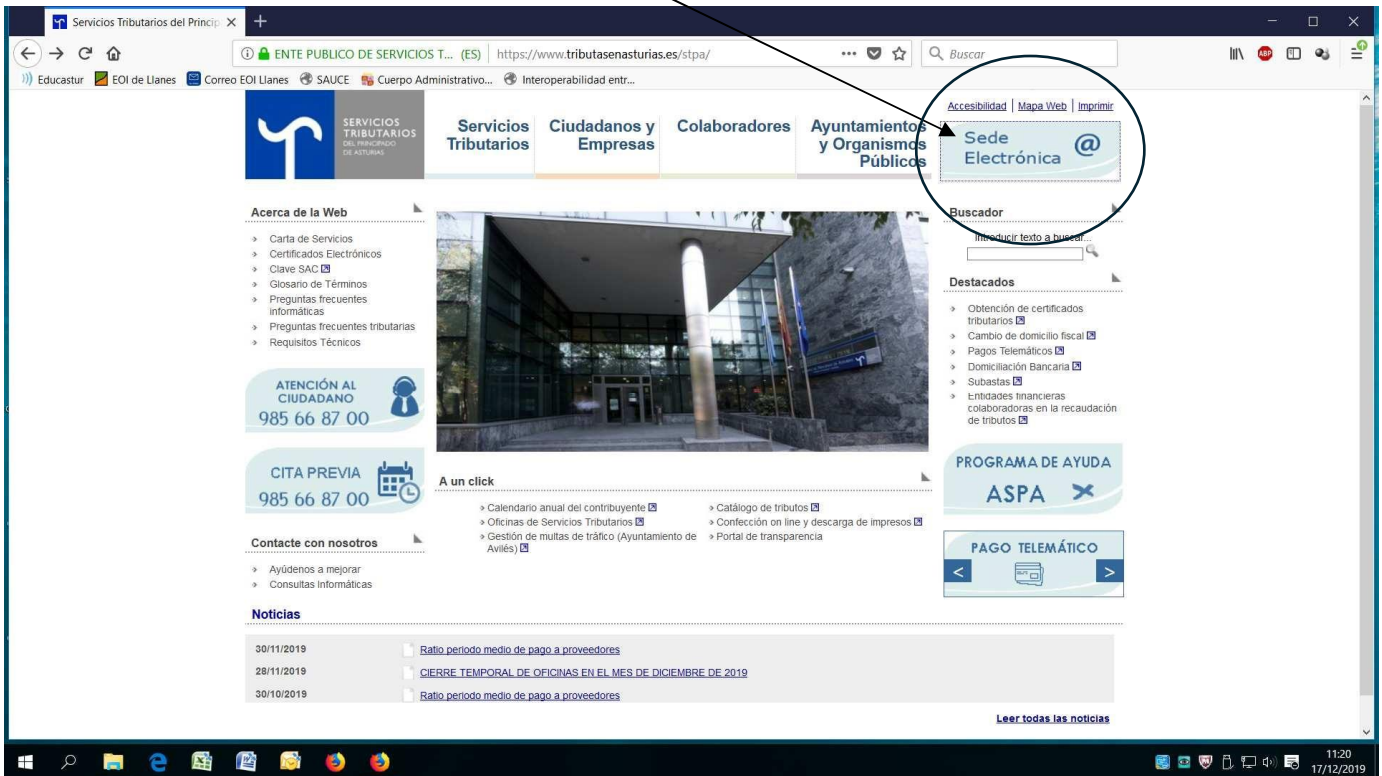 Servicios Tributarios del Princip
ENTE PUBLICO DE SERVICIOS T... (ES)
https://www.tributasenasturias.es/stpa/
Buscar
Educastur
EOI de Llanes
Correo EOI Llanes
SAUCE
Cuerpo Administrativo...
Interoperabilidad entr...
Accesibilidad | Mapa Web | Imprimir
SERVICIOS
TRIBUTARIOS
DEL PRINCIPADO
DE ASTURIAS
Servicios
Tributarios
Ciudadanos y
Empresas
Colaboradores
Ayuntamientos
y Organismos
Públicos
Sede
Electrónica
@
Acerca de la Web
Carta de Servicios
Certificados Electrónicos
Clave SAC
Glosario de Términos
Preguntas frecuentes
informáticas
Preguntas frecuentes tributarias
Requisitos Técnicos
ATENCIÓN AL
CIUDADANO
985 66 87 00
CITA PREVIA
985 66 87 00
Contacte con nosotros
Ayúdenos a mejorar
Consultas Informáticas
A un click
Calendario anual del contribuyente
Oficinas de Servicios Tributarios
Gestión de multas de tráfico (Ayuntamiento de
Avilés)
Catálogo de tributos
Confección on line y descarga de impresos
Portal de transparencia
Buscador
Introducir texto a buscar...
Destacados
Obtención de certificados
tributarios
Cambio de domicilio fiscal
Pagos Telemáticos
Domiciliación Bancaria
Subastas
Entidades financieras
colaboradoras en la recaudación
de tributos
PROGRAMA DE AYUDA
ASPA
PAGO TELEMÁTICO
< >
Noticias
30/11/2019 Ratio periodo medio de pago a proveedores
28/11/2019 CIERRE TEMPORAL DE OFICINAS EN EL MES DE DICIEMBRE DE 2019
30/10/2019 Ratio periodo medio de pago a proveedores
Leer todas las noticias
11:20
17/12/2019